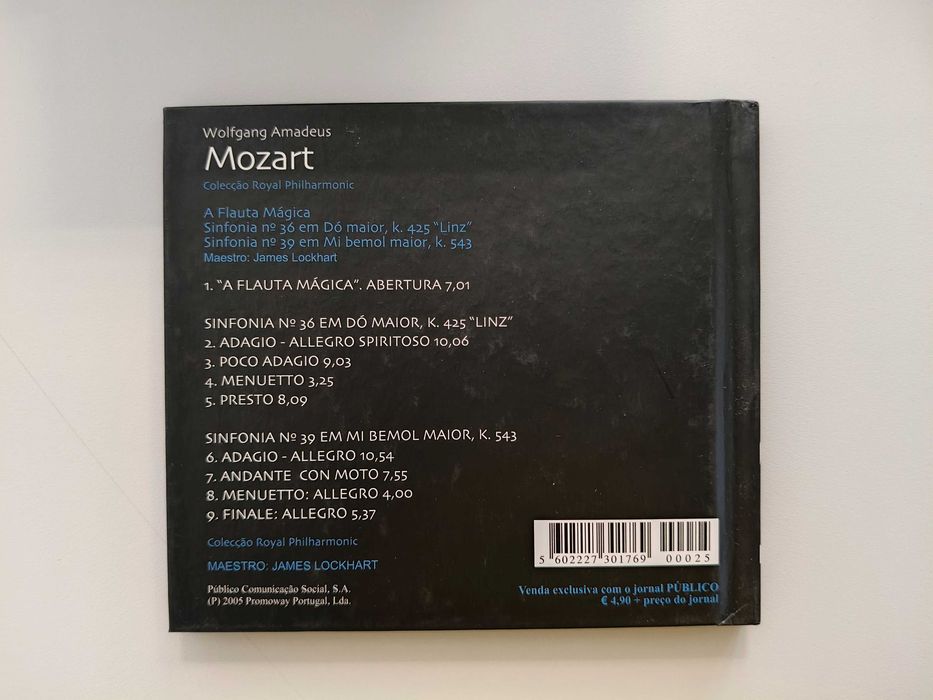 Wolfgang Amadeus
Mozart
Colecção Royal Philharmonic
A Flauta Mágica
Sinfonia nº 36 em Dó maior, k. 425 “Linz”
Sinfonia nº 39 em Mi bemol maior, k. 543
Maestro: James Lockhart
1. “A FLAUTA MÁGICA”. ABERTURA 7,01
SINFONIA Nº 36 EM DÓ MAIOR, K. 425 “LINZ”
2. ADAGIO - ALLEGRO SPIRITOSO 10,06
3. POCO ADAGIO 9,03
4. MENUETTO 3,25
5. PRESTO 8,09
SINFONIA Nº 39 EM MI BEMOL MAIOR, K. 543
6. ADAGIO - ALLEGRO 10,54
7. ANDANTE CON MOTO 7,55
8. MENUETTO: ALLEGRO 4,00
9. FINALE: ALLEGRO 5,37
Colecção Royal Philharmonic
MAESTRO: JAMES LOCKHART
Público Comunicação Social, S.A.
(P) 2005 Promoway Portugal, Lda.
5 602227 301769 00025
Venda exclusiva com o jornal PÚBLICO
€ 4,90 + preço do jornal